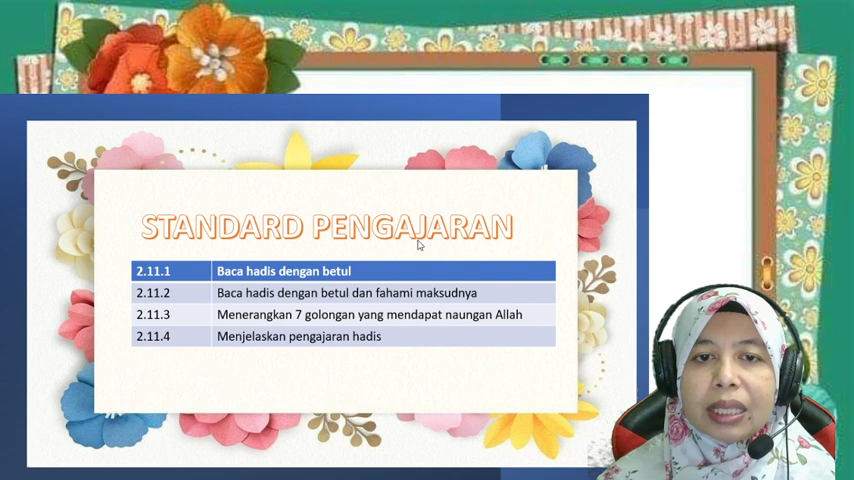 STANDARD PENGAJARAN
2.11.1 Baca hadis dengan betul
2.11.2 Baca hadis dengan betul dan fahami maksudnya
2.11.3 Menerangkan 7 golongan yang mendapat naungan Allah
2.11.4 Menjelaskan pengajaran hadis